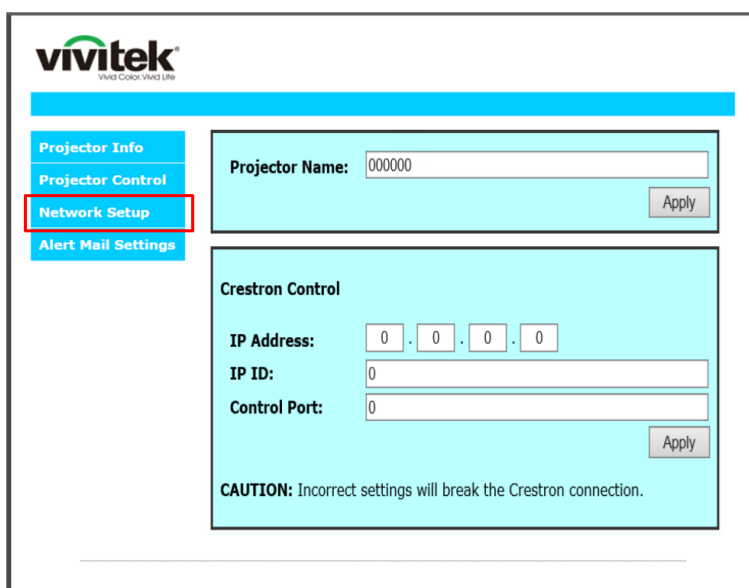 vivitek
Vivid Color. Vivid Life
Projector Info
Projector Control
Network Setup
Alert Mail Settings
Projector Name: 000000
Apply
Crestron Control
IP Address: 0 . 0 . 0 . 0
IP ID: 0
Control Port: 0
Apply
CAUTION: Incorrect settings will break the Crestron connection.